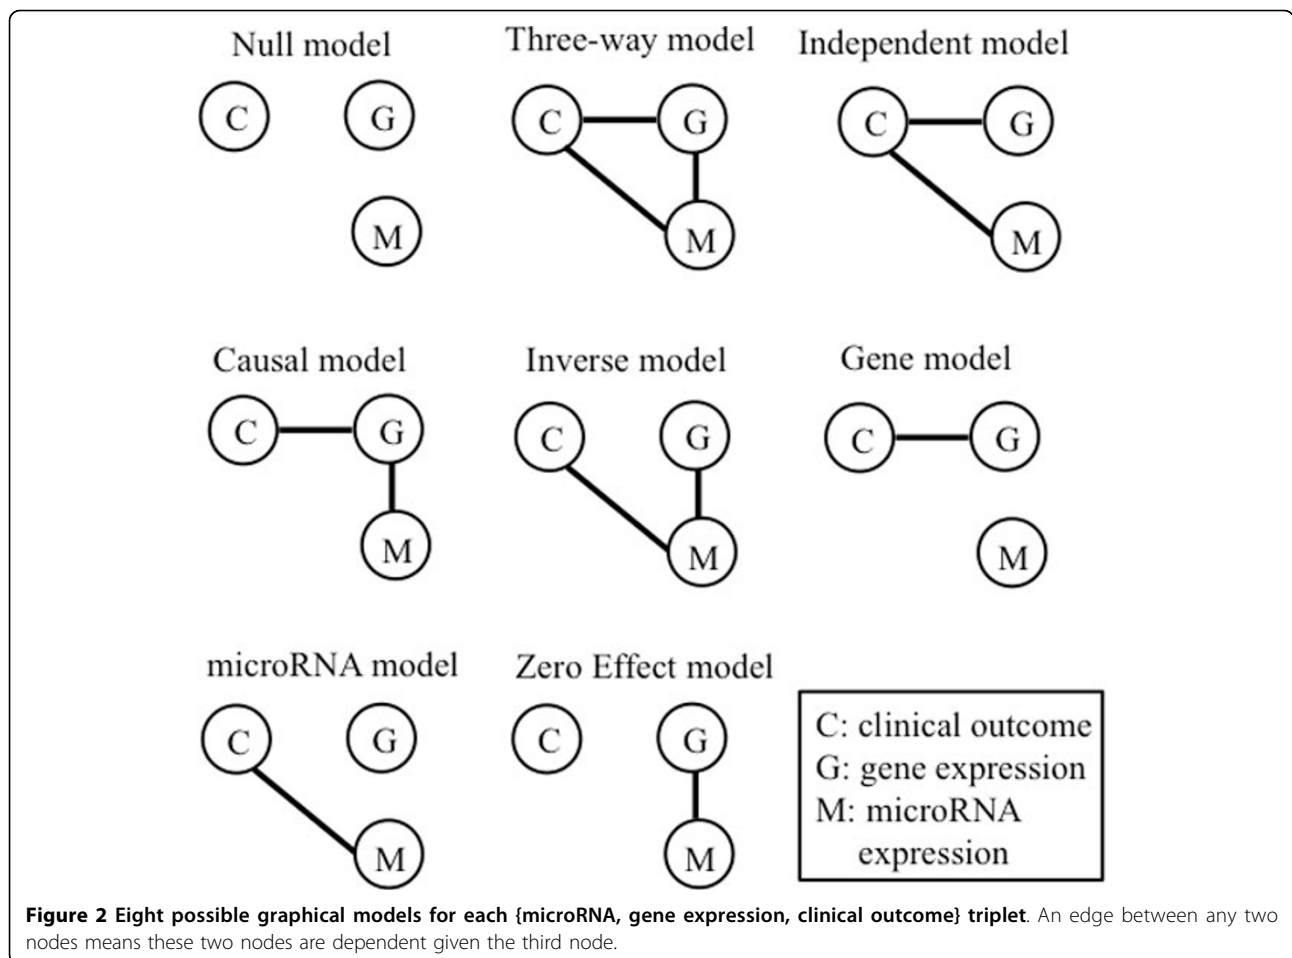 Null model
Three-way model
Independent model
C
G
M
C
G
M
C
G
M
Causal model
Inverse model
Gene model
C
G
M
C
G
M
C
G
M
microRNA model
Zero Effect model
C
G
M
C
G
M
C: clinical outcome
G: gene expression
M: microRNA
expression
Figure 2 Eight possible graphical models for each {microRNA, gene expression, clinical outcome} triplet. An edge between any two
nodes means these two nodes are dependent given the third node.